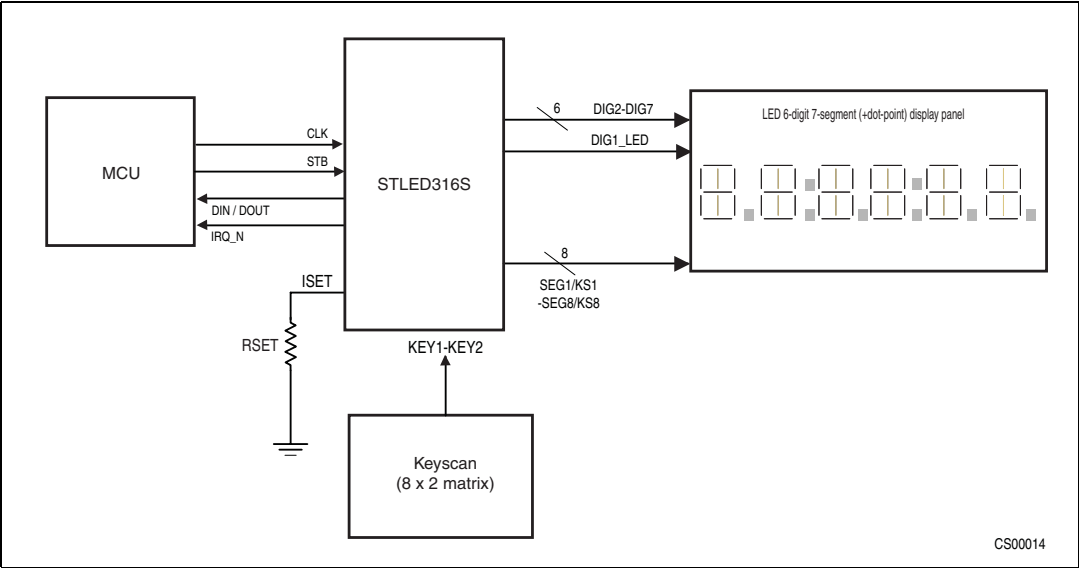 MCU
CLK
STB
DIN / DOUT
IRQ_N
ISET
RSET
STLED316S
KEY1-KEY2
Keyscan
(8 x 2 matrix)
6
DIG2-DIG7
DIG1_LED
8
SEG1/KS1
-SEG8/KS8
LED 6-digit 7-segment (+dot-point) display panel
CS00014